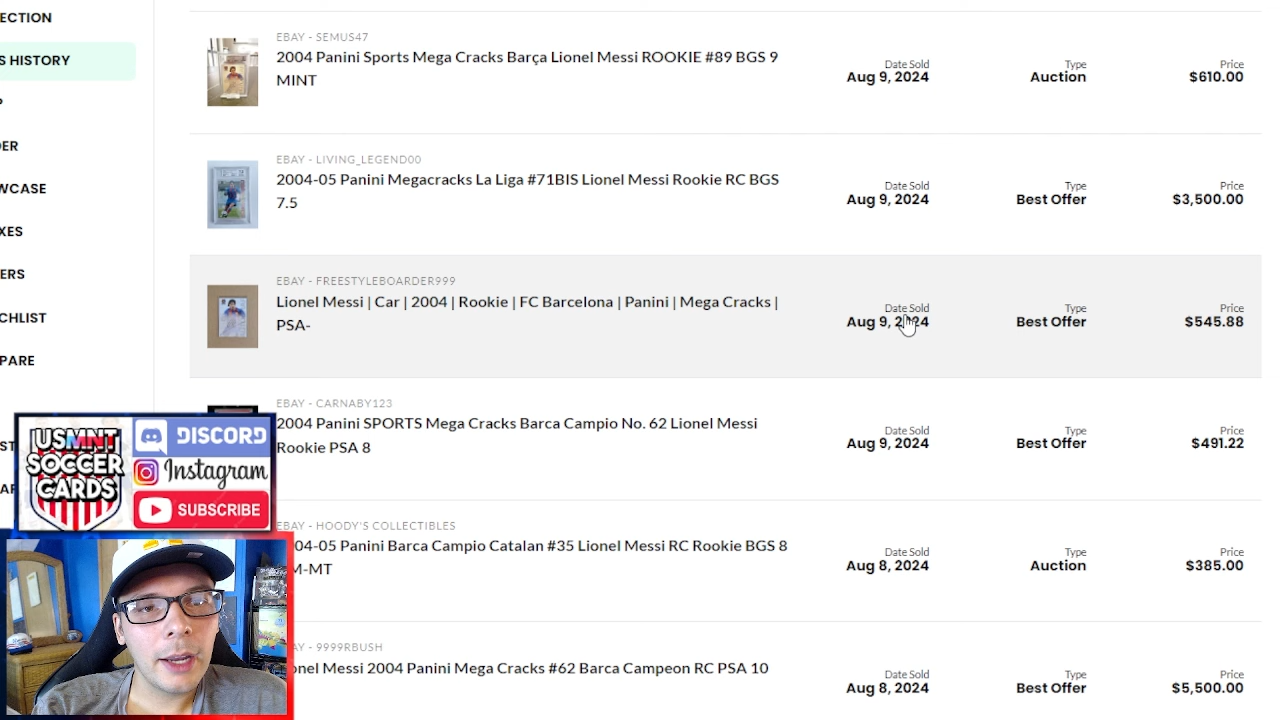 ECTION
S HISTORY
P
ER
WCASE
XES
ERS
CHLIST
PARE
ST
EBAY - SEMUS47
2004 Panini Sports Mega Cracks Barça Lionel Messi ROOKIE #89 BGS 9
MINT
Date Sold
Aug 9, 2024
Type
Auction
Price
$610.00
EBAY - LIVING_LEGEND00
2004-05 Panini Megacracks La Liga #71BIS Lionel Messi Rookie RC BGS
7.5
Date Sold
Aug 9, 2024
Type
Best Offer
Price
$3,500.00
EBAY - FREESTYLEBOARDER999
Lionel Messi | Car | 2004 | Rookie | FC Barcelona | Panini | Mega Cracks |
PSA-
Date Sold
Aug 9, 2024
Type
Best Offer
Price
$545.88
EBAY - CARNABY123
2004 Panini SPORTS Mega Cracks Barca Campio No. 62 Lionel Messi
Rookie PSA 8
Date Sold
Aug 9, 2024
Type
Best Offer
Price
$491.22
EBAY - HOODY'S COLLECTIBLES
04-05 Panini Barca Campio Catalan #35 Lionel Messi RC Rookie BGS 8
M-MT
Date Sold
Aug 8, 2024
Type
Auction
Price
$385.00
AY - 9999RBUSH
onel Messi 2004 Panini Mega Cracks #62 Barca Campeon RC PSA 10
Date Sold
Aug 8, 2024
Type
Best Offer
Price
$5,500.00
USMNT
SOCCER
CARDS
DISCORD
Instagram
SUBSCRIBE